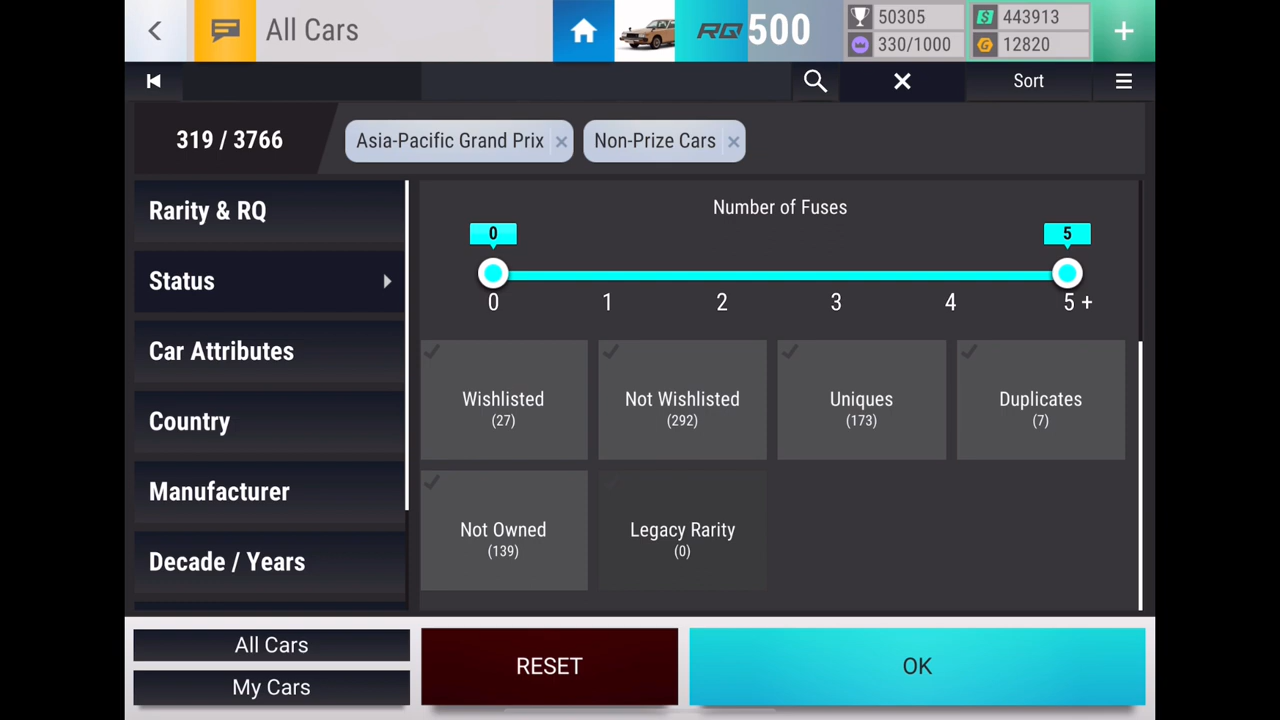 All Cars
RQ 500
50305
330/1000
443913
12820
+
Sort
319 / 3766
Asia-Pacific Grand Prix ×
Non-Prize Cars ×
Rarity & RQ
Status
Car Attributes
Country
Manufacturer
Decade / Years
Number of Fuses
0
5
0 1 2 3 4 5 +
Wishlisted
(27)
Not Wishlisted
(292)
Uniques
(173)
Duplicates
(7)
Not Owned
(139)
Legacy Rarity
(0)
All Cars
My Cars
RESET
OK